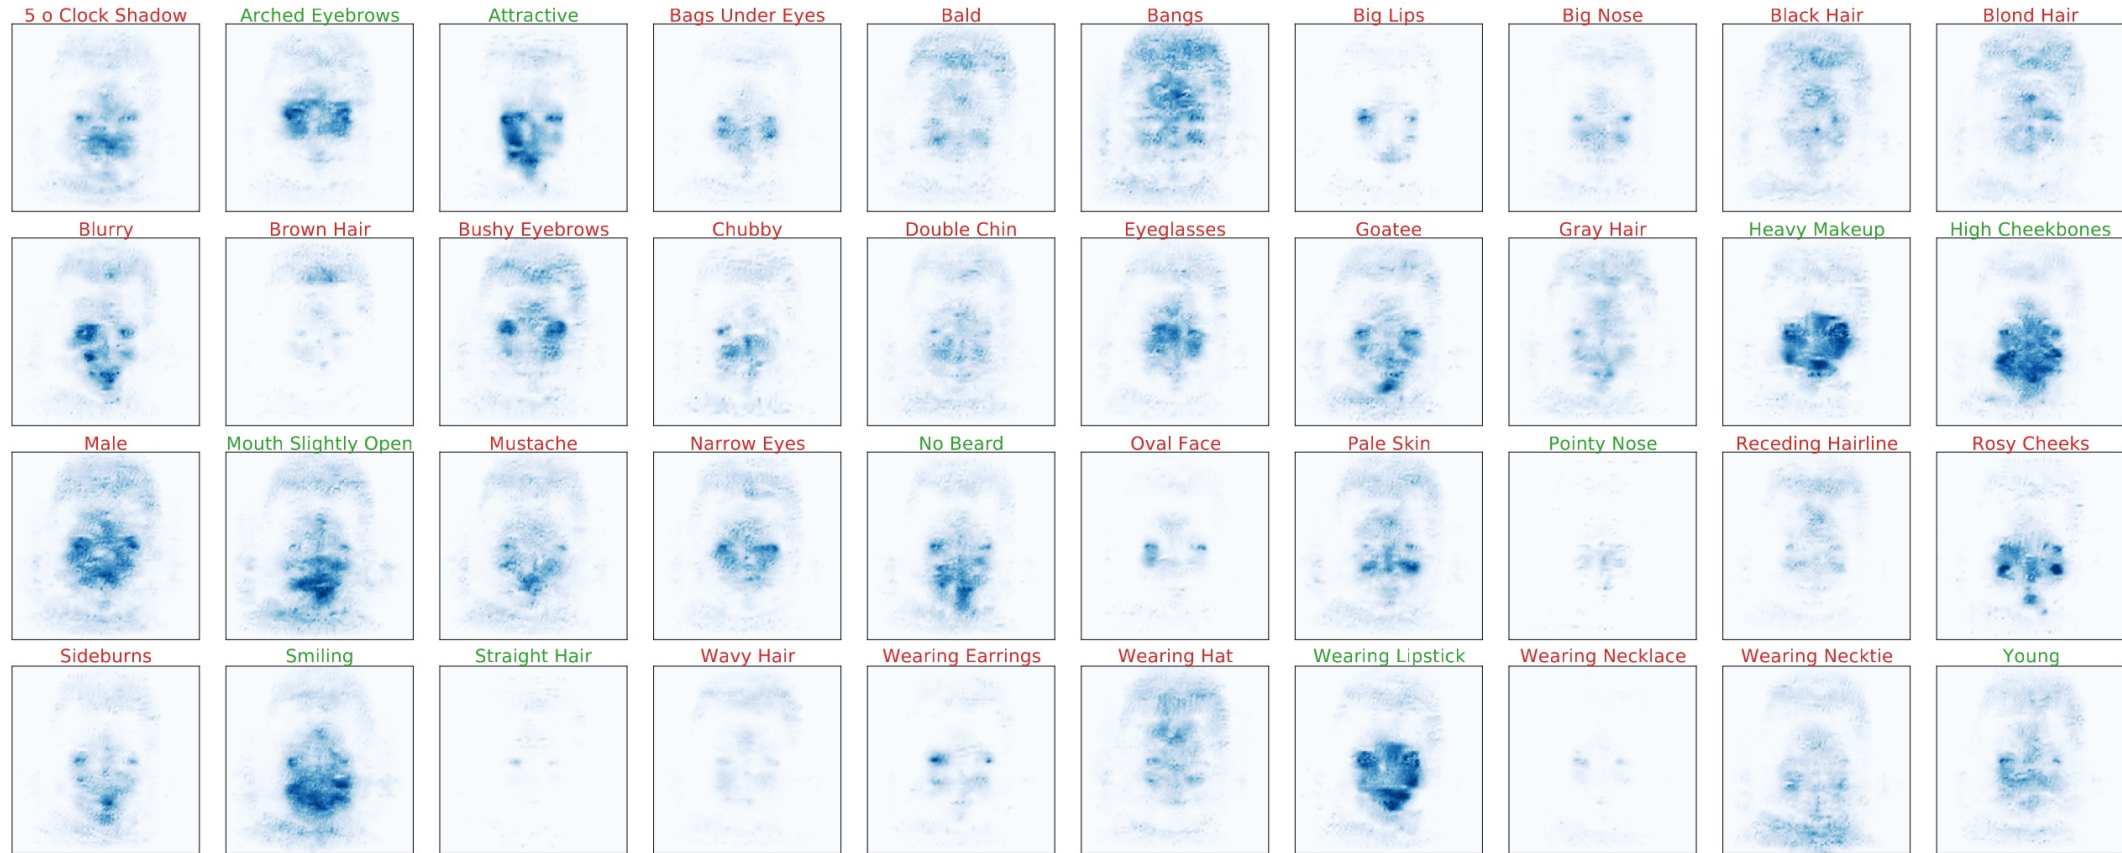 5 o Clock Shadow Arched Eyebrows Attractive Bags Under Eyes Bald Bangs Big Lips Big Nose Black Hair Blond Hair
Blurry Brown Hair Bushy Eyebrows Chubby Double Chin Eyeglasses Goatee Gray Hair Heavy Makeup High Cheekbones
Male Mouth Slightly Open Mustache Narrow Eyes No Beard Oval Face Pale Skin Pointy Nose Receding Hairline Rosy Cheeks
Sideburns Smiling Straight Hair Wavy Hair Wearing Earrings Wearing Hat Wearing Lipstick Wearing Necklace Wearing Necktie Young